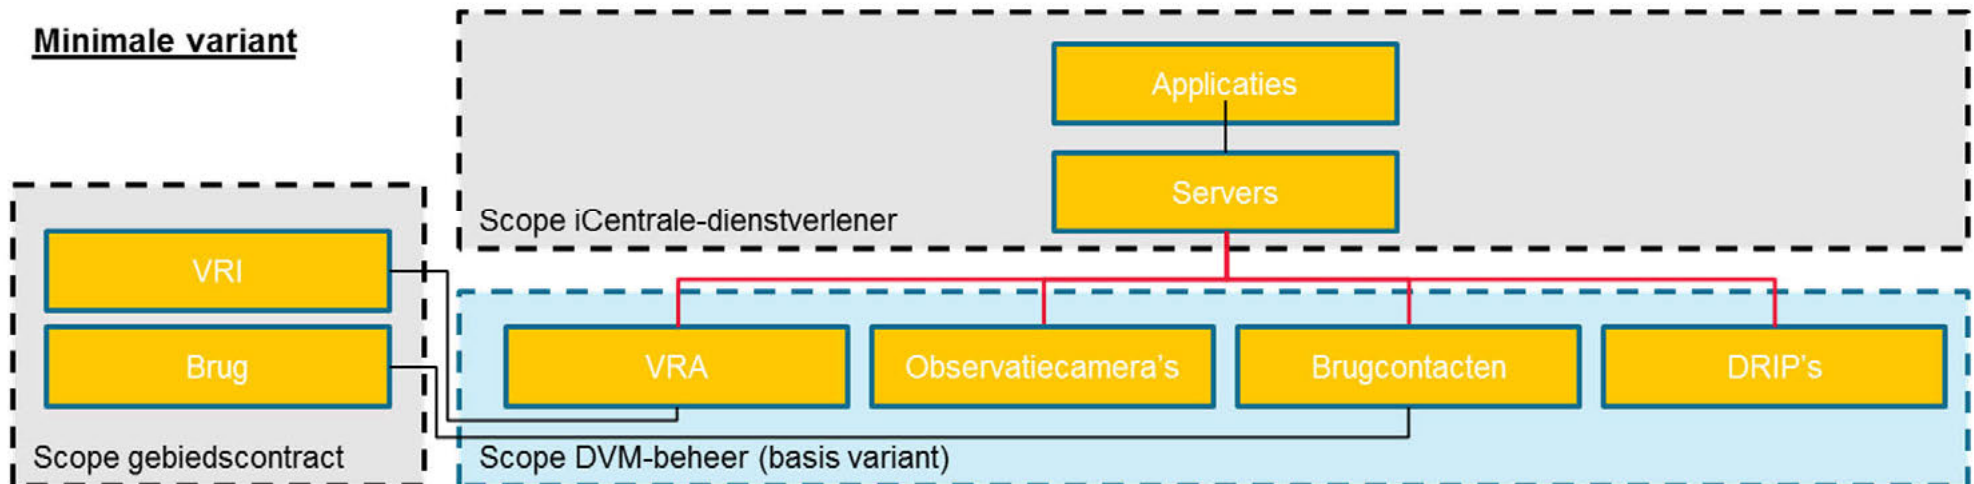 Minimale variant
Applicaties
Servers
Scope iCentrale-dienstverlener
VRI
Brug
Scope gebiedscontract
VRA
Observatiecamera's
Brugcontacten
DRIP's
Scope DVM-beheer (basis variant)